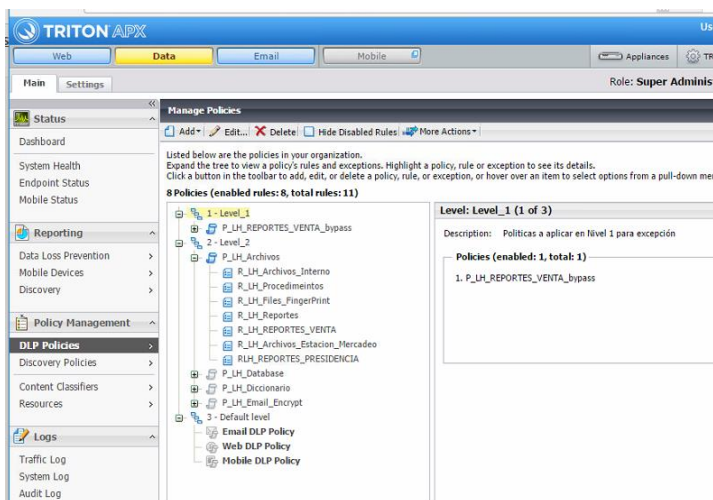 TRITON APX
Us
Web Data Email Mobile Appliances TR
Main Settings Role: Super Adminis
Status
Dashboard
System Health
Endpoint Status
Mobile Status
Reporting
Data Loss Prevention
Mobile Devices
Discovery
Policy Management
DLP Policies
Discovery Policies
Content Classifiers
Resources
Logs
Traffic Log
System Log
Audit Log
Manage Policies
Add Edit... Delete Hide Disabled Rules More Actions
Listed below are the policies in your organization.
Expand the tree to view a policy's rules and exceptions. Highlight a policy, rule or exception to see its details.
Click a button in the toolbar to add, edit, or delete a policy, rule, or exception, or hover over an item to select options from a pull-down me
8 Policies (enabled rules: 8, total rules: 11)
1 - Level_1
P_LH_REPORTES_VENTA_bypass
2 - Level_2
P_LH_Archivos
R_LH_Archivos_Interno
R_LH_Procedimeintos
R_LH_Files_FingerPrint
R_LH_Reportes
R_LH_REPORTES_VENTA
R_LH_Archivos_Estacion_Mercadeo
RLH_REPORTES_PRESIDENCIA
P_LH_Database
P_LH_Diccionario
P_LH_Email_Encrypt
3 - Default level
Email DLP Policy
Web DLP Policy
Mobile DLP Policy
Level: Level_1 (1 of 3)
Description: Politicas a aplicar en Nivel 1 para excepción
Policies (enabled: 1, total: 1)
1. P_LH_REPORTES_VENTA_bypass